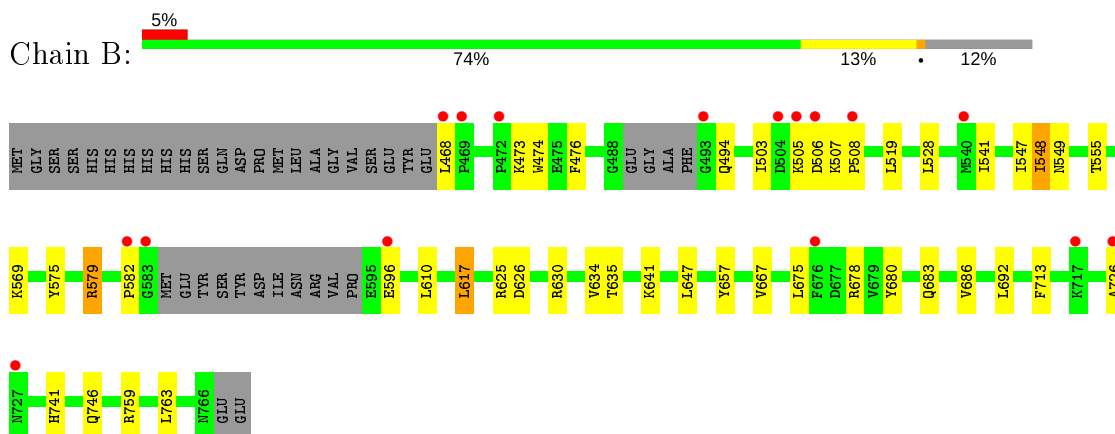 5%
Chain B:
74% 13% • 12%
MET GLY SER SER HIS HIS HIS HIS HIS HIS SER GLN ASP PRO MET LEU ALA GLY VAL SER GLU TYR GLU L468 P469 P472 K473 W474 E475 F476 G488 GLU GLY ALA PHE G493 Q494 I503 D504 K505 D506 K507 P508 L519 L528 M540 I541 I547 I548 N549 T555
K569 Y575 R579 P582 G583 MET GLU TYR SER TYR ASP ILE ASN ARG VAL PRO E595 E596 L610 L617 R625 D626 R630 V634 T635 K641 L647 Y657 V667 L675 F676 D677 R678 V679 Y680 Q683 V686 L692 F713 K717 A726
N727 H741 Q746 R759 L763 N766 GLU GLU